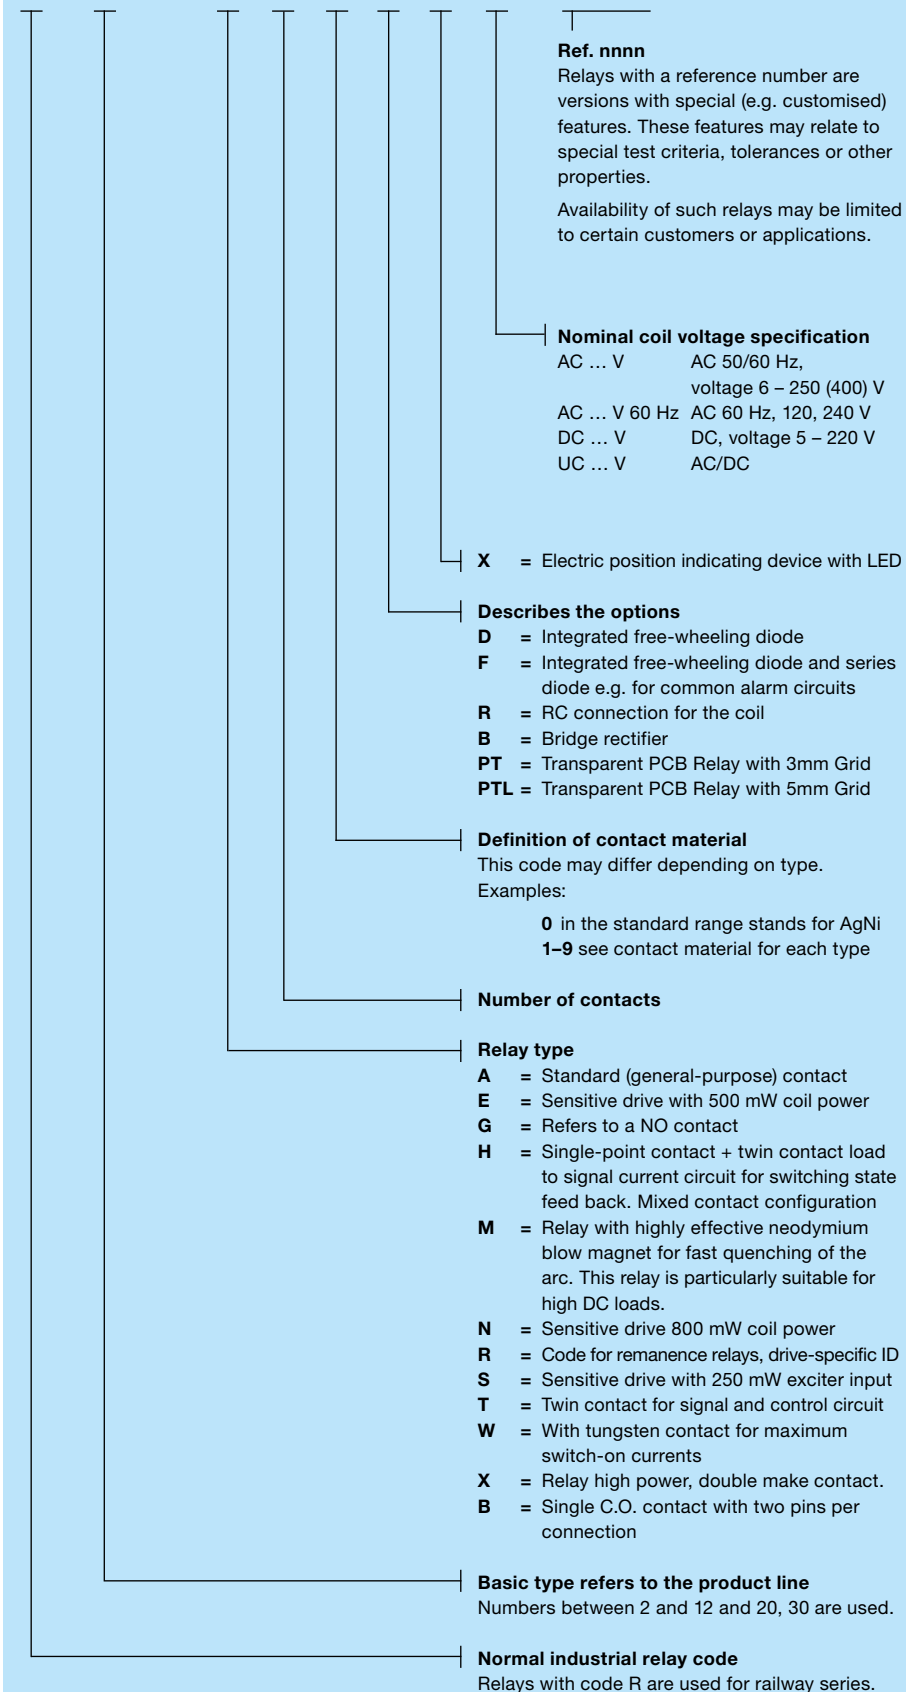 Ref. nnnn
Relays with a reference number are
versions with special (e.g. customised)
features. These features may relate to
special test criteria, tolerances or other
properties.
Availability of such relays may be limited
to certain customers or applications.
Nominal coil voltage specification
AC … V AC 50/60 Hz,
voltage 6 – 250 (400) V
AC … V 60 Hz AC 60 Hz, 120, 240 V
DC … V DC, voltage 5 – 220 V
UC … V AC/DC
X = Electric position indicating device with LED
Describes the options
D = Integrated free-wheeling diode
F = Integrated free-wheeling diode and series
diode e.g. for common alarm circuits
R = RC connection for the coil
B = Bridge rectifier
PT = Transparent PCB Relay with 3mm Grid
PTL = Transparent PCB Relay with 5mm Grid
Definition of contact material
This code may differ depending on type.
Examples:
0 in the standard range stands for AgNi
1–9 see contact material for each type
Number of contacts
Relay type
A = Standard (general-purpose) contact
E = Sensitive drive with 500 mW coil power
G = Refers to a NO contact
H = Single-point contact + twin contact load
to signal current circuit for switching state
feed back. Mixed contact configuration
M = Relay with highly effective neodymium
blow magnet for fast quenching of the
arc. This relay is particularly suitable for
high DC loads.
N = Sensitive drive 800 mW coil power
R = Code for remanence relays, drive-specific ID
S = Sensitive drive with 250 mW exciter input
T = Twin contact for signal and control circuit
W = With tungsten contact for maximum
switch-on currents
X = Relay high power, double make contact.
B = Single C.O. contact with two pins per
connection
Basic type refers to the product line
Numbers between 2 and 12 and 20, 30 are used.
Normal industrial relay code
Relays with code R are used for railway series.